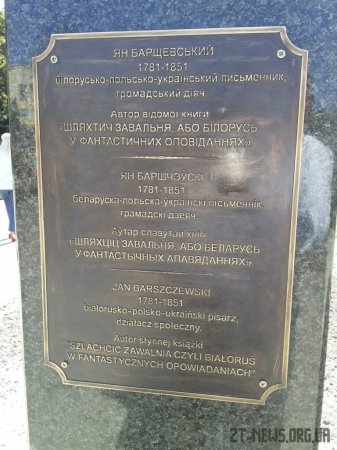 ЯН БАРЩЕВСЬКИЙ
1781-1851
білорусько-польсько-український письменник,
громадський діяч.
Автор відомої книги
«ШЛЯХТИЧ ЗАВАЛЬНЯ, АБО БІЛОРУСЬ
У ФАНТАСТИЧНИХ ОПОВІДАННЯХ».
ЯН БАРШЧЭЎСКІ
1781-1851
беларуска-польска-українскі пісьменнік,
грамадскі дзеяч.
Аўтар славутай кнігі
«ШЛЯХЦІЦ ЗАВАЛЬНЯ, АБО БЕЛАРУСЬ
У ФАНТАСТЫЧНЫХ АПАВЯДАННЯХ»
JAN BARSZCZEWSKI
1781-1851
białorusko-polsko-ukraiński pisarz,
działacz społeczny.
Autor słynnej książki
"SZLACHCIC ZAWALNIA CZYLI BIAŁORUŚ
W FANTASTYCZNYCH OPOWIADANIACH"
ZT-NEWS.ORG.UA